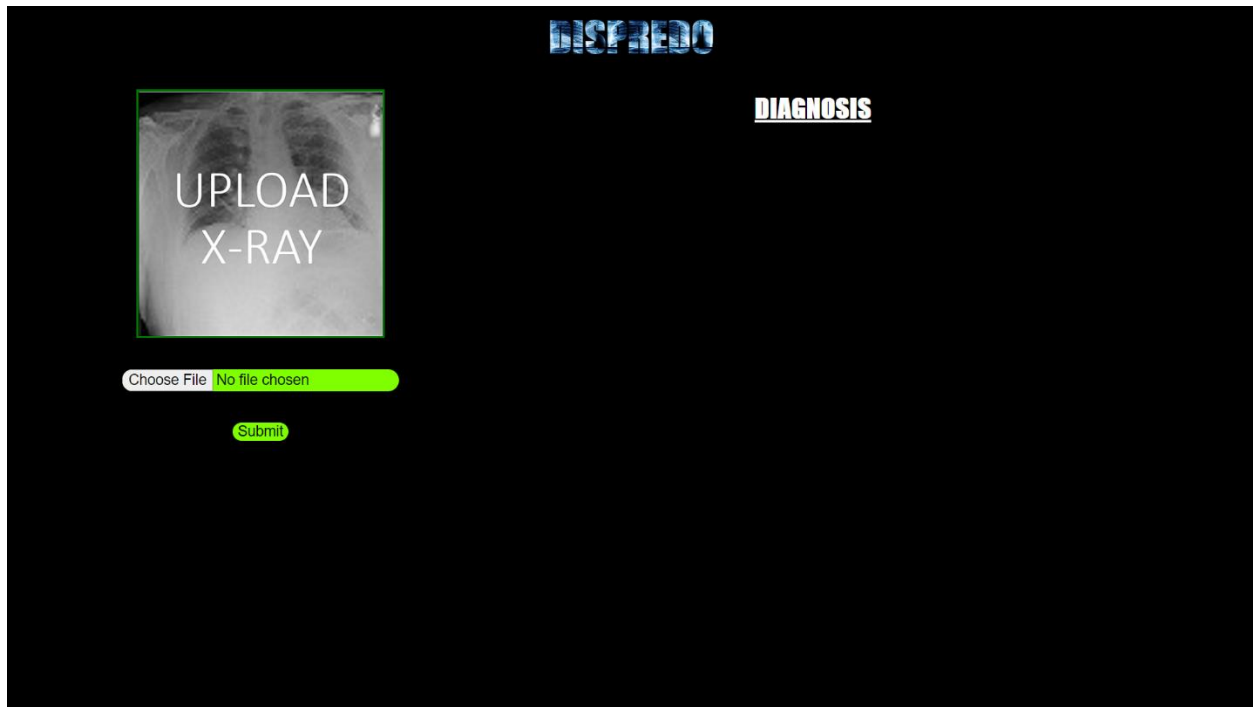 DISPREDO
UPLOAD
X-RAY
DIAGNOSIS
Choose File No file chosen
Submit